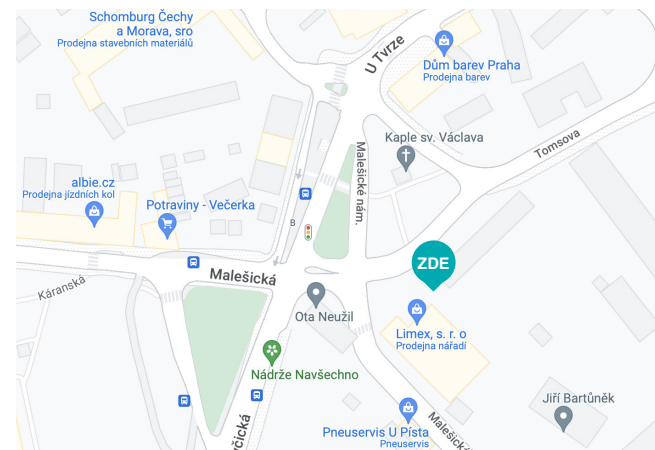 Schomburg Čechy
a Morava, sro
Prodejna stavebních materiálů
U Tvrze
Dům barev Praha
Prodejna barev
Kaple sv. Václava
Tomsova
Malešické nám.
albie.cz
Prodejna jízdních kol
Potraviny - Večerka
B
Malešická
Káranská
ZDE
Ota Neužil
Limex, s. r. o
Prodejna nářadí
Nádrže Navšechno
Jiří Bartůněk
Pneuservis U Písta
Pneuservis
Malešická
čická